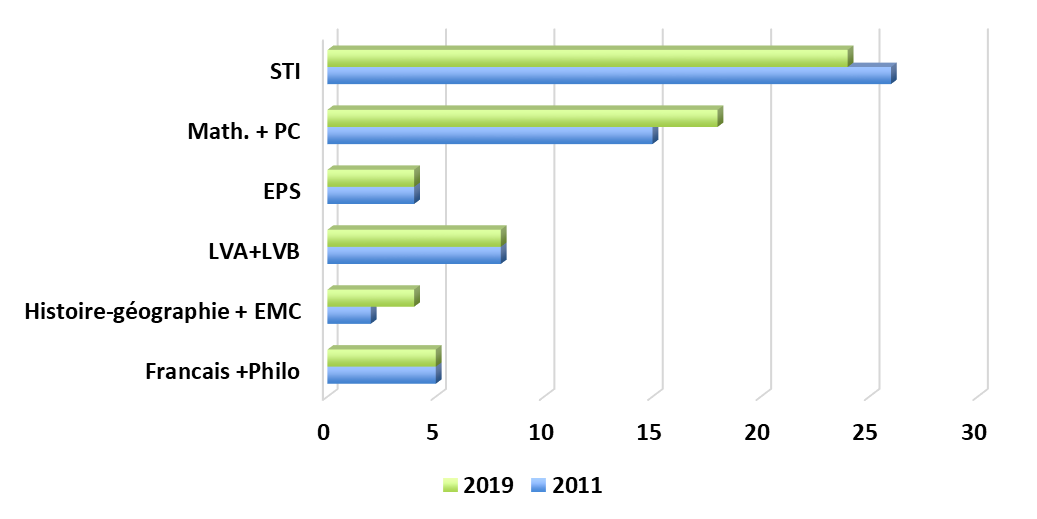 STI
Math. + PC
EPS
LVA+LVB
Histoire-géographie + EMC
Francais +Philo
0 5 10 15 20 25 30
2019 2011